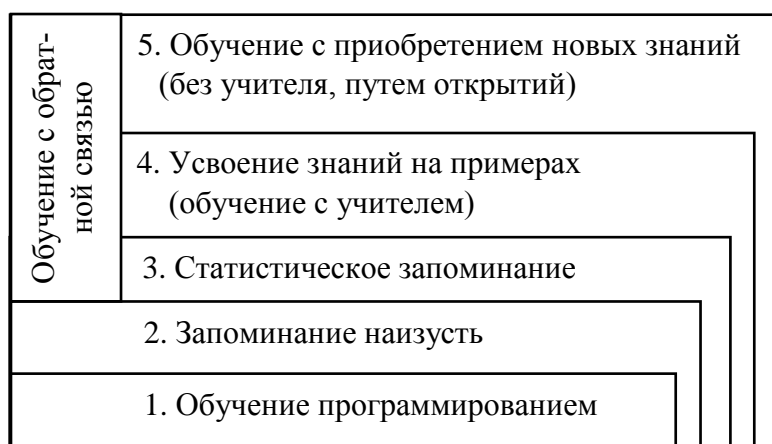 Обучение с обрат-
ной связью
5. Обучение с приобретением новых знаний
(без учителя, путем открытий)
4. Усвоение знаний на примерах
(обучение с учителем)
3. Статистическое запоминание
2. Запоминание наизусть
1. Обучение программированием